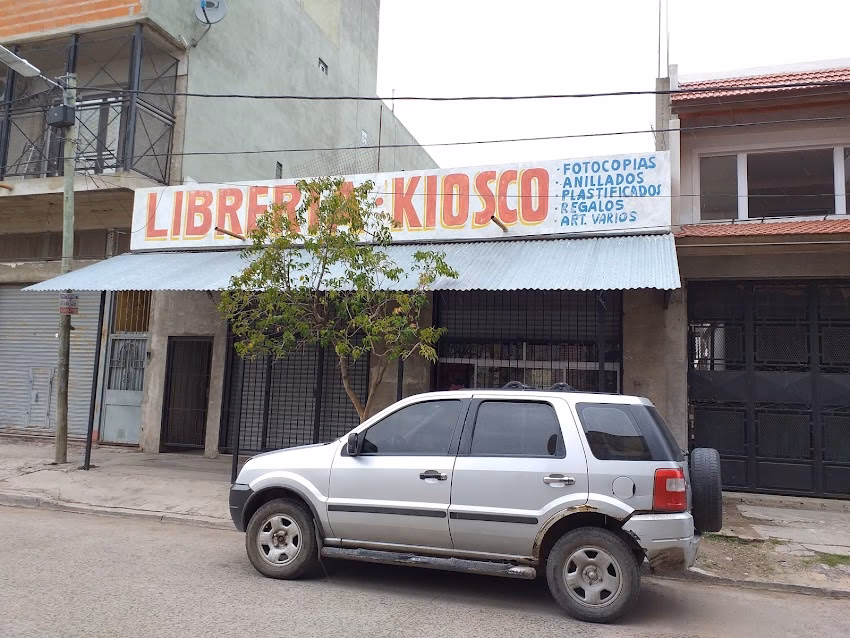 LIBRERIA · KIOSCO
· FOTOCOPIAS
· ANILLADOS
· PLASTIFICADOS
· REGALOS
· ART. VARIOS